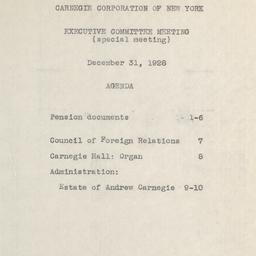 CARNEGIE CORPORATION OF NEW YORK
EXECUTIVE COMMITTEE MEETING
(special meeting)
December 31, 1928
AGENDA
Pension documents - 1-6
Council of Foreign Relations 7
Carnegie Hall: Organ 8
Administration:
Estate of Andrew Carnegie 9-10